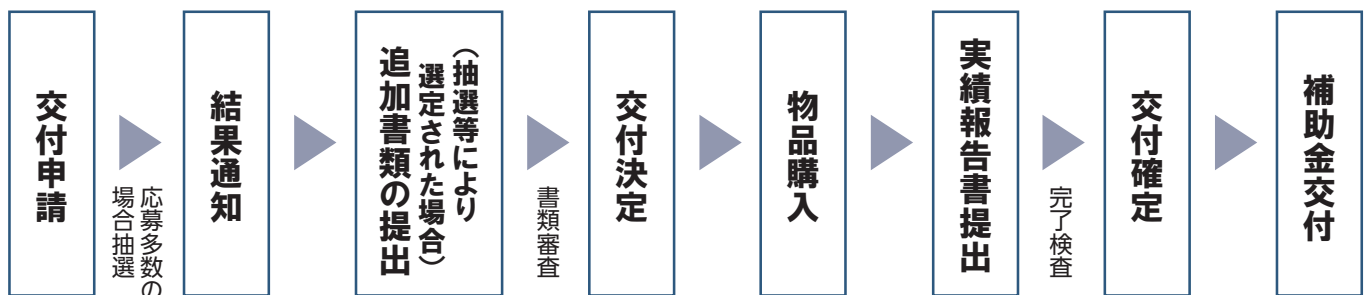 交付申請
応募多数の
場合抽選
結果通知
（抽選等により
選定された場合）
追加書類の提出
書類審査
交付決定
物品購入
実績報告書提出
完了検査
交付確定
補助金交付